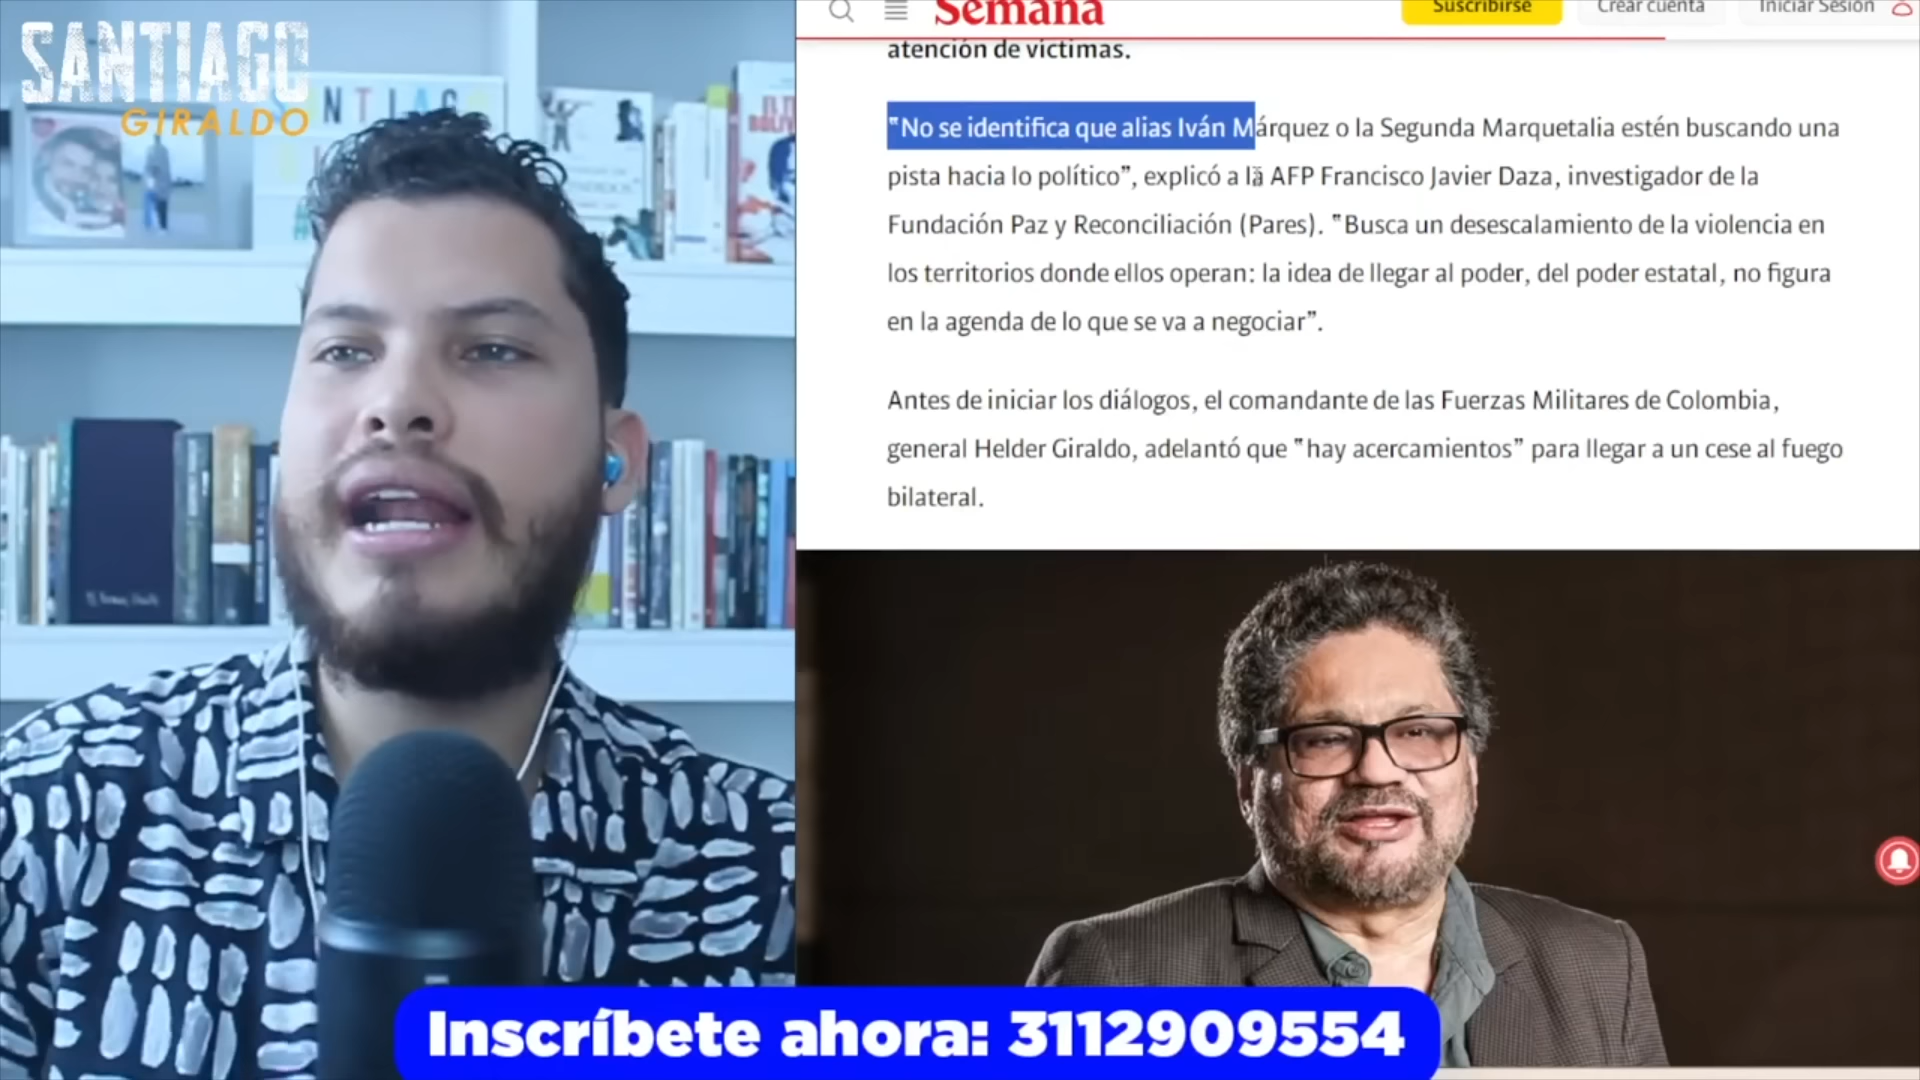 SANTIAGO
GIRALDO
Semana
Suscribirse
Crear cuenta
Iniciar Sesión
atención de víctimas.
"No se identifica que alias Iván Márquez o la Segunda Marquetalia estén buscando una
pista hacia lo político”, explicó a la AFP Francisco Javier Daza, investigador de la
Fundación Paz y Reconciliación (Pares). "Busca un desescalamiento de la violencia en
los territorios donde ellos operan: la idea de llegar al poder, del poder estatal, no figura
en la agenda de lo que se va a negociar”.
Antes de iniciar los diálogos, el comandante de las Fuerzas Militares de Colombia,
general Helder Giraldo, adelantó que "hay acercamientos” para llegar a un cese al fuego
bilateral.
Inscríbete ahora: 3112909554